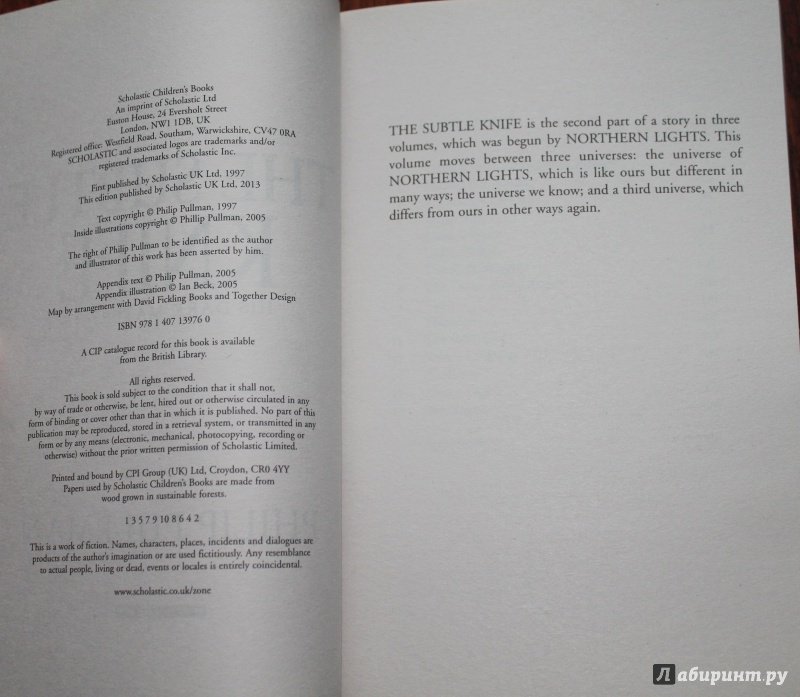 Scholastic Children's Books
An imprint of Scholastic Ltd
Euston House, 24 Eversholt Street
London, NW1 1DB, UK
Registered office: Westfield Road, Southam, Warwickshire, CV47 0RA
SCHOLASTIC and associated logos are trademarks and/or
registered trademarks of Scholastic Inc.
First published by Scholastic UK Ltd, 1997
This edition published by Scholastic UK Ltd, 2013
Text copyright © Philip Pullman, 1997
Inside illustrations copyright © Philip Pullman, 2005
The right of Philip Pullman to be identified as the author
and illustrator of this work has been asserted by him.
Appendix text © Philip Pullman, 2005
Appendix illustration © Ian Beck, 2005
Map by arrangement with David Fickling Books and Together Design
ISBN 978 1 407 13976 0
A CIP catalogue record for this book is available
from the British Library.
All rights reserved.
This book is sold subject to the condition that it shall not,
by way of trade or otherwise, be lent, hired out or otherwise circulated in any
form of binding or cover other than that in which it is published. No part of this
publication may be reproduced, stored in a retrieval system, or transmitted in any
form or by any means (electronic, mechanical, photocopying, recording or
otherwise) without the prior written permission of Scholastic Limited.
Printed and bound by CPI Group (UK) Ltd, Croydon, CR0 4YY
Papers used by Scholastic Children's Books are made from
wood grown in sustainable forests.
1 3 5 7 9 10 8 6 4 2
This is a work of fiction. Names, characters, places, incidents and dialogues are
products of the author's imagination or are used fictitiously. Any resemblance
to actual people, living or dead, events or locales is entirely coincidental.
www.scholastic.co.uk/zone
THE SUBTLE KNIFE is the second part of a story in three
volumes, which was begun by NORTHERN LIGHTS. This
volume moves between three universes: the universe of
NORTHERN LIGHTS, which is like ours but different in
many ways; the universe we know; and a third universe, which
differs from ours in other ways again.
Лабиринт.ру